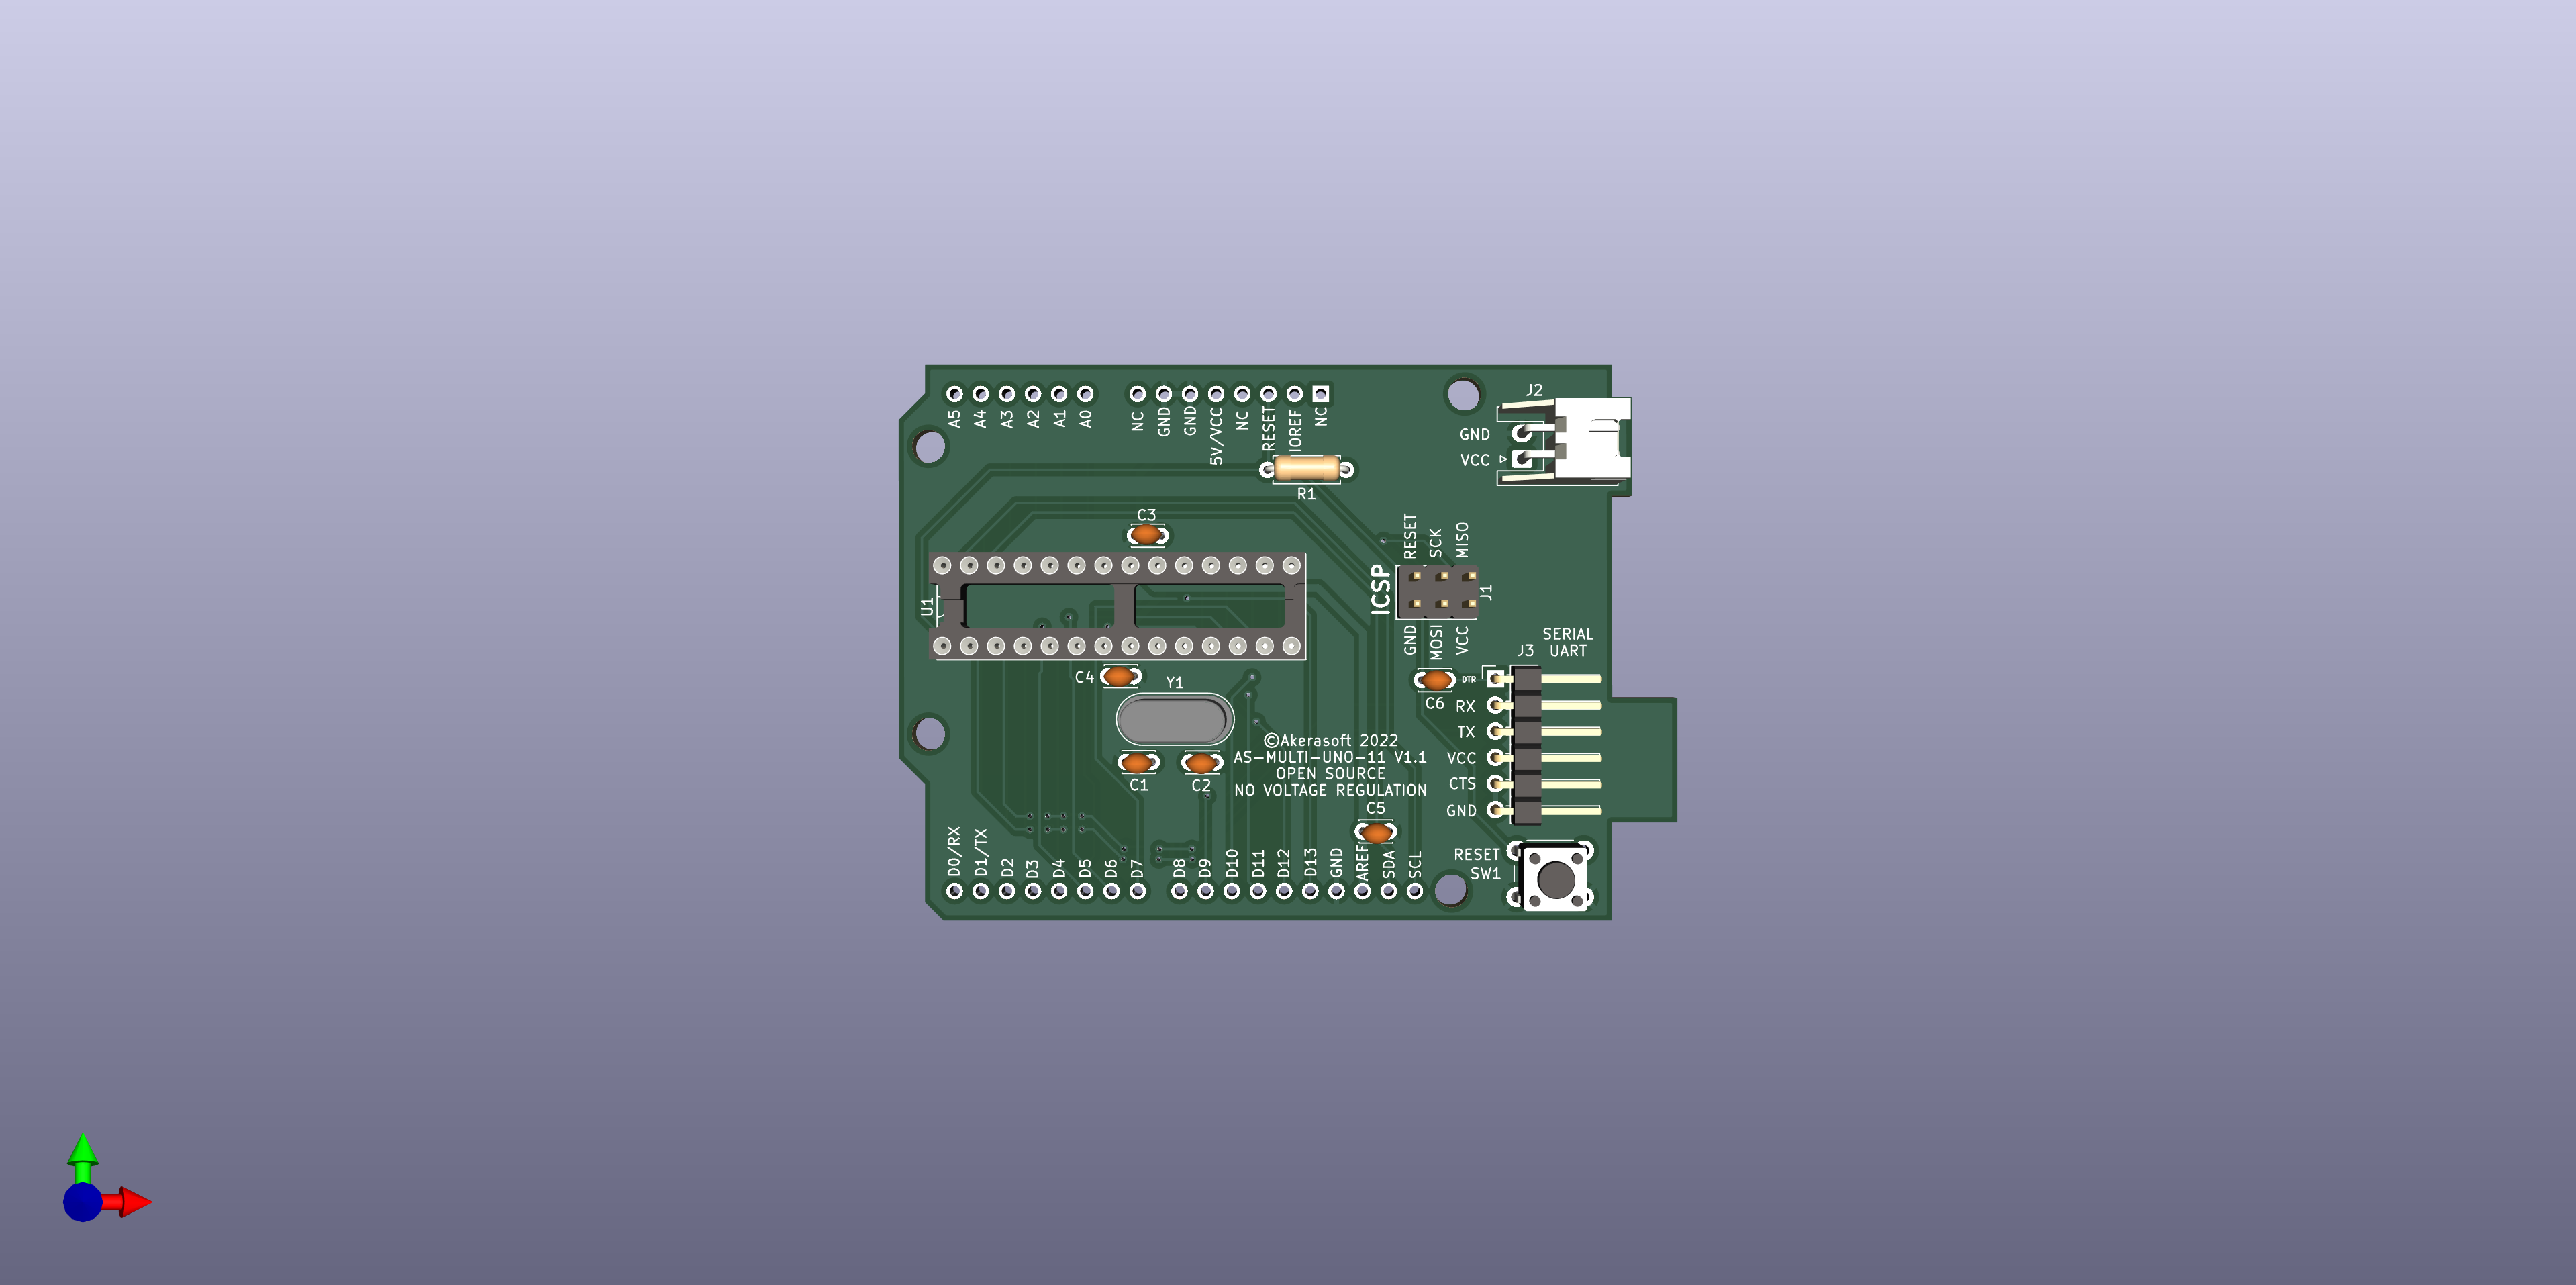 J2
A5
A4
A3
A2
A1
A0
NC
GND
GND
5V/VCC
NC
RESET
IOREF
NC
GND
VCC
R1
C3
RESET
SCK
MISO
ICSP
J1
U1
GND
MOSI
VCC
SERIAL
UART
J3
C4
Y1
DTR
C6
RX
TX
VCC
CTS
GND
©Akerasoft 2022
AS-MULTI-UNO-11 V1.1
OPEN SOURCE
NO VOLTAGE REGULATION
C1
C2
C5
RESET
SW1
D0/RX
D1/TX
D2
D3
D4
D5
D6
D7
D8
D9
D10
D11
D12
D13
GND
AREF
SDA
SCL